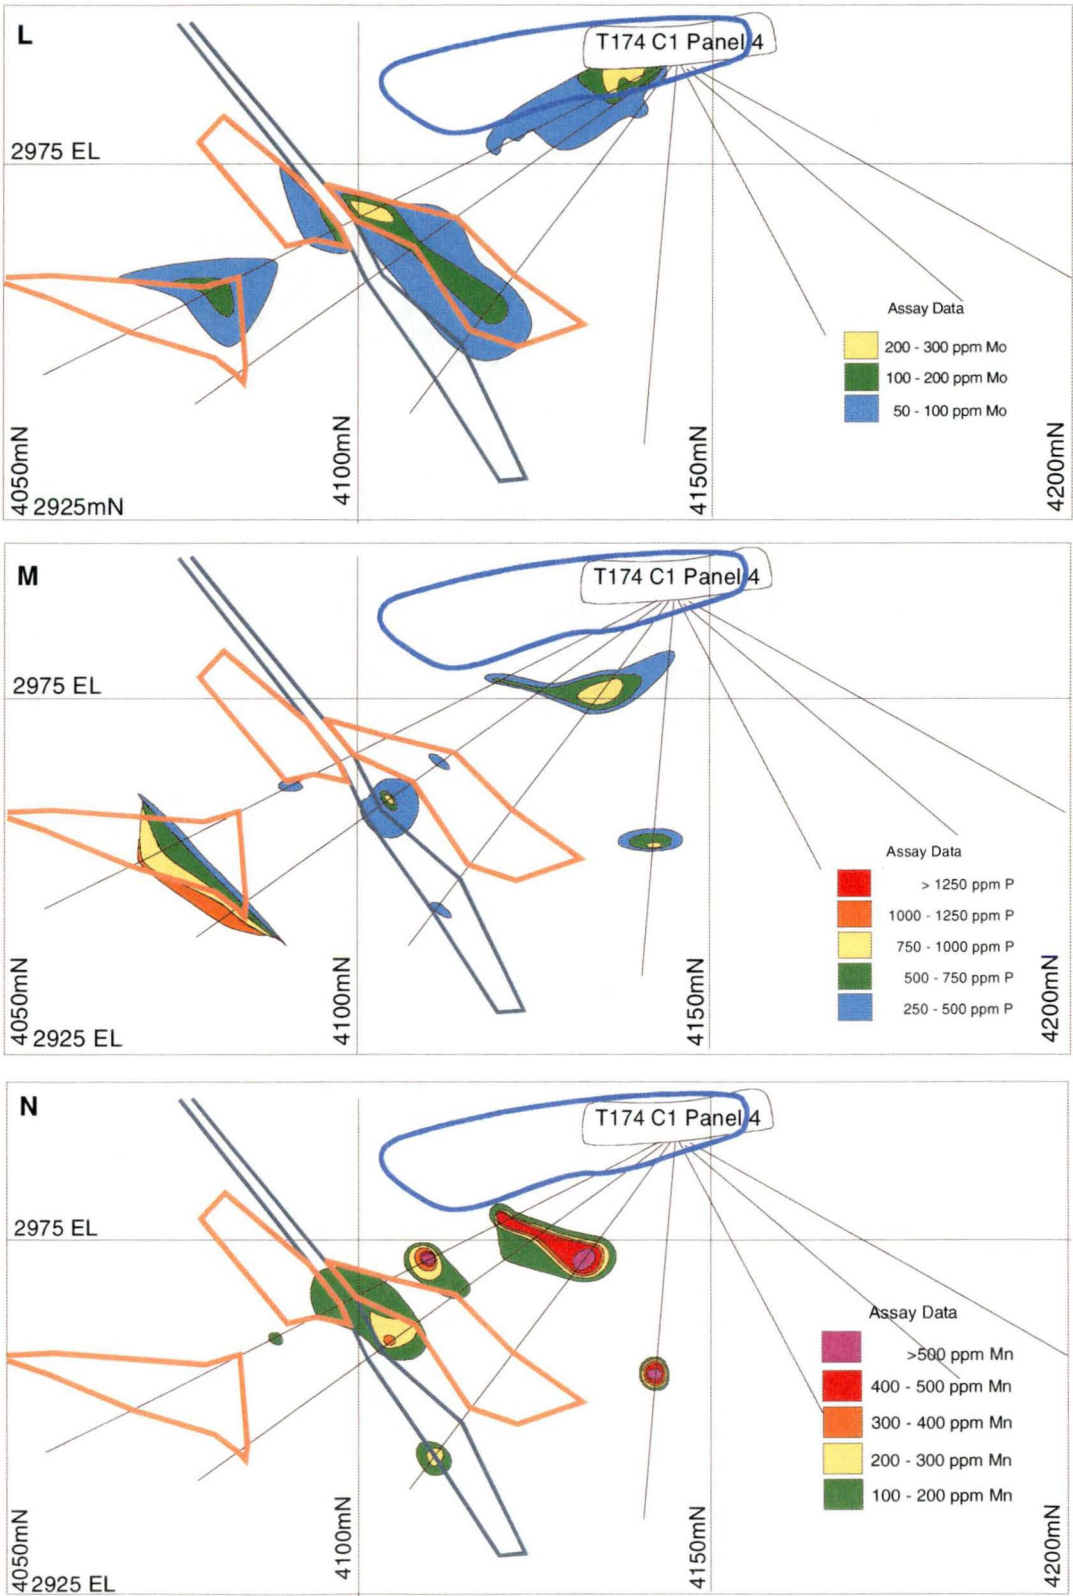 L
T174 C1 Panel 4
2975 EL
Assay Data
200 - 300 ppm Mo
100 - 200 ppm Mo
50 - 100 ppm Mo
4050mN
4100mN
4150mN
4200mN
2925mN
M
T174 C1 Panel 4
2975 EL
Assay Data
> 1250 ppm P
1000 - 1250 ppm P
750 - 1000 ppm P
500 - 750 ppm P
250 - 500 ppm P
4050mN
4100mN
4150mN
4200mN
2925 EL
N
T174 C1 Panel 4
2975 EL
Assay Data
>500 ppm Mn
400 - 500 ppm Mn
300 - 400 ppm Mn
200 - 300 ppm Mn
100 - 200 ppm Mn
4050mN
4100mN
4150mN
4200mN
2925 EL